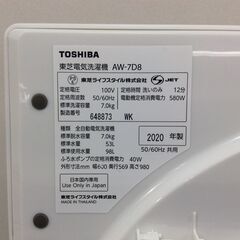 TOSHIBA
東芝電気洗濯機 AW-7D8
定格電圧 100V 定格時間 洗いのみ 12分
定格周波数 50/60Hz 電動機定格消費電力 580W
標準洗濯容量 7.0kg
製造番号 648873 WK
東芝ライフスタイル株式会社 JET
種類 全自動電気洗濯機
標準脱水容量 7.0kg
標準水量 53L
標準使用水量 98L
2020 年製
50/60Hz 共用
ふろ水ポンプの定格消費電力 40W
外形寸法(mm) 幅600 奥行569 高さ980
日本国内専用
Use Only in Japan
東芝ライフスタイル株式会社
MADE IN THAILAND